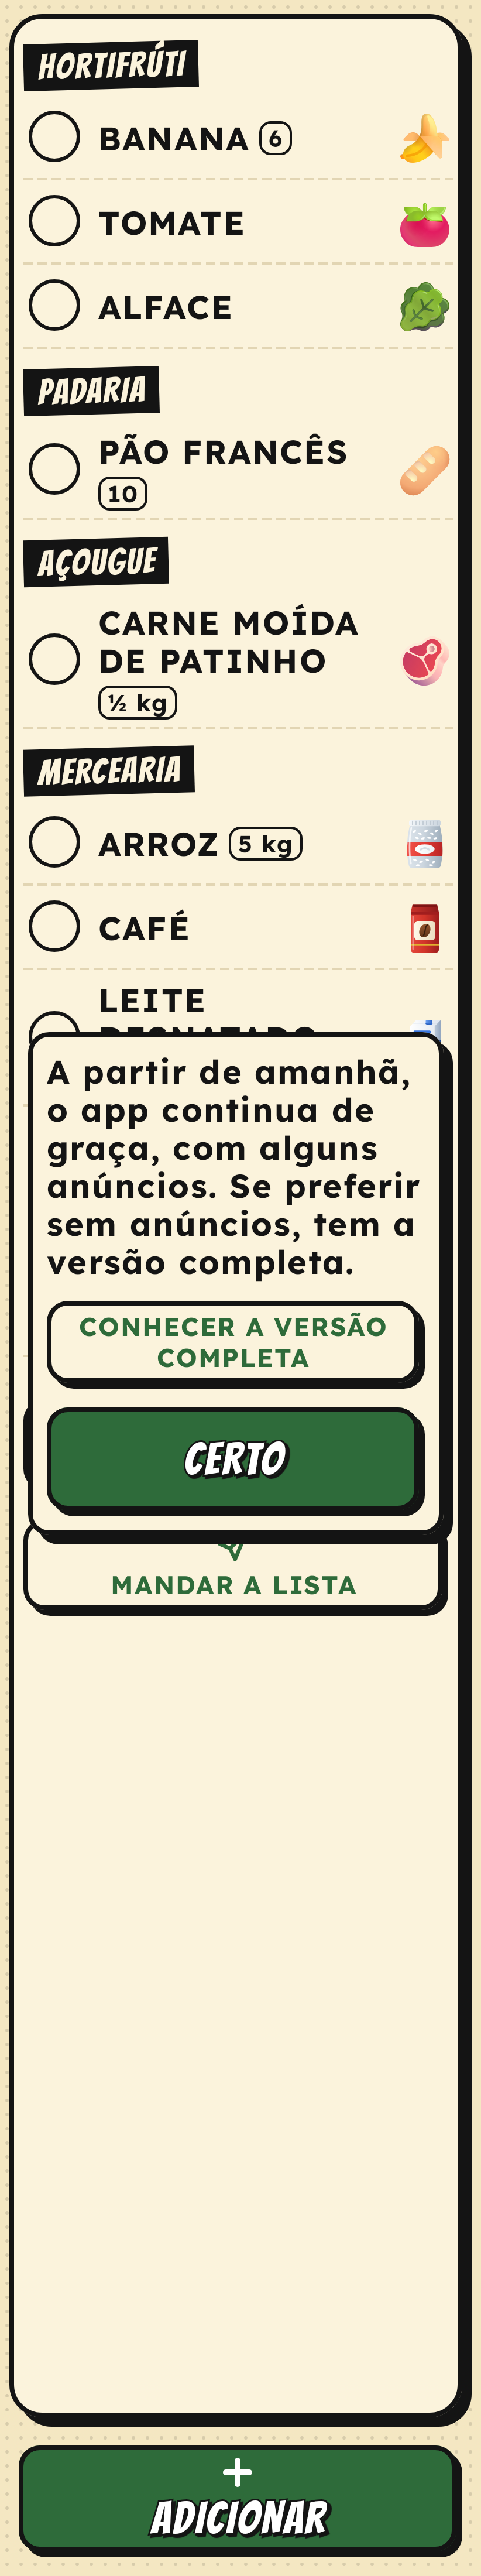 HORTIFRÚTI
BANANA 6
TOMATE
ALFACE
PADARIA
PÃO FRANCÊS
10
AÇOUGUE
CARNE MOÍDA
DE PATINHO
½ kg
MERCEARIA
ARROZ 5 kg
CAFÉ
LEITE
DESNATADO
A partir de amanhã,
o app continua de
graça, com alguns
anúncios. Se preferir
sem anúncios, tem a
versão completa.
CONHECER A VERSÃO
COMPLETA
CERTO
MANDAR A LISTA
ADICIONAR